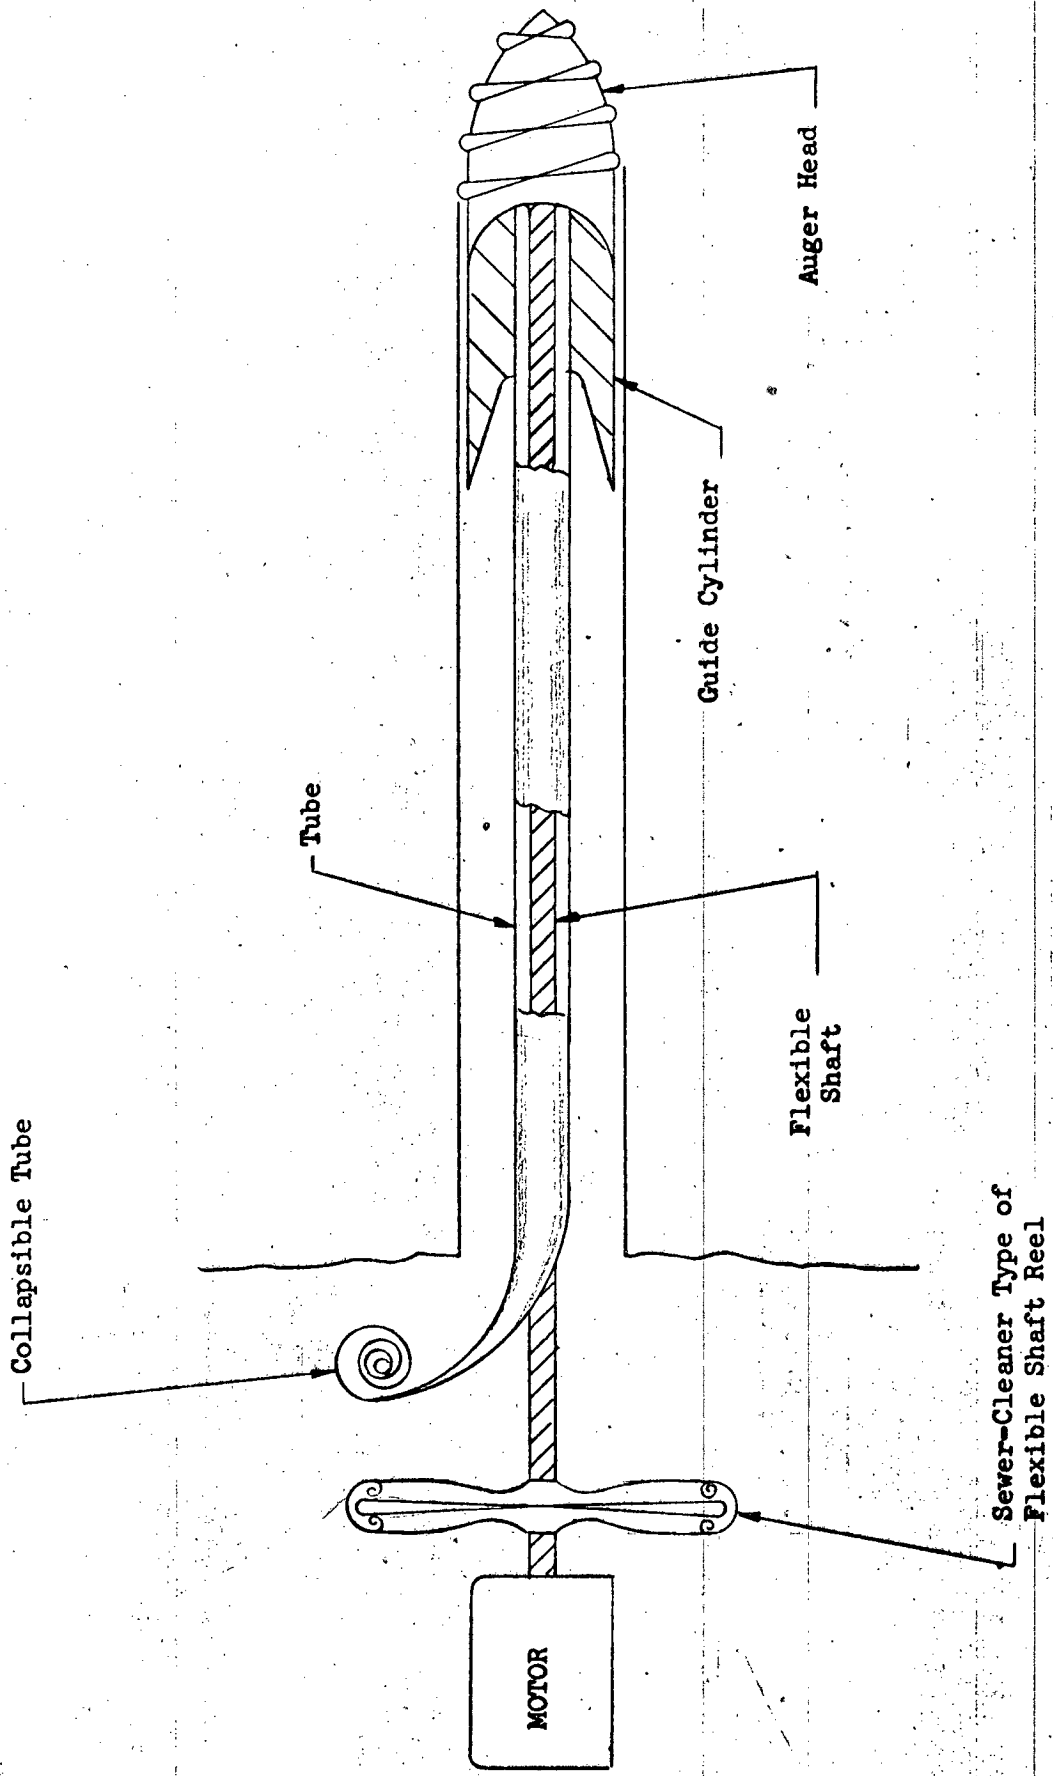 Collapsible Tube
Tube
Auger Head
Guide Cylinder
Flexible
Shaft
Sewer-Cleaner Type of
Flexible Shaft Reel
MOTOR